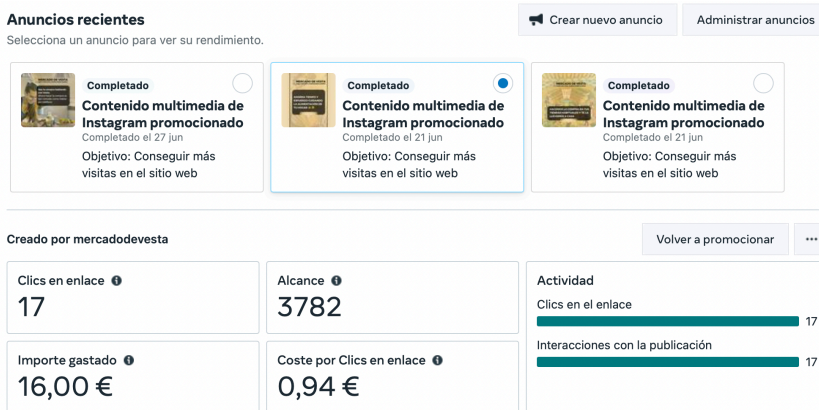 Anuncios recientes
Crear nuevo anuncio
Administrar anuncios
Selecciona un anuncio para ver su rendimiento.
Completado
Contenido multimedia de
Instagram promocionado
Completado el 27 jun
Objetivo: Conseguir más
visitas en el sitio web
Completado
Contenido multimedia de
Instagram promocionado
Completado el 21 jun
Objetivo: Conseguir más
visitas en el sitio web
Completado
Contenido multimedia de
Instagram promocionado
Completado el 21 jun
Objetivo: Conseguir más
visitas en el sitio web
Creado por mercadodevesta
Volver a promocionar
Clics en enlace
17
Alcance
3782
Importe gastado
16,00 €
Coste por Clics en enlace
0,94 €
Actividad
Clics en el enlace
17
Interacciones con la publicación
17